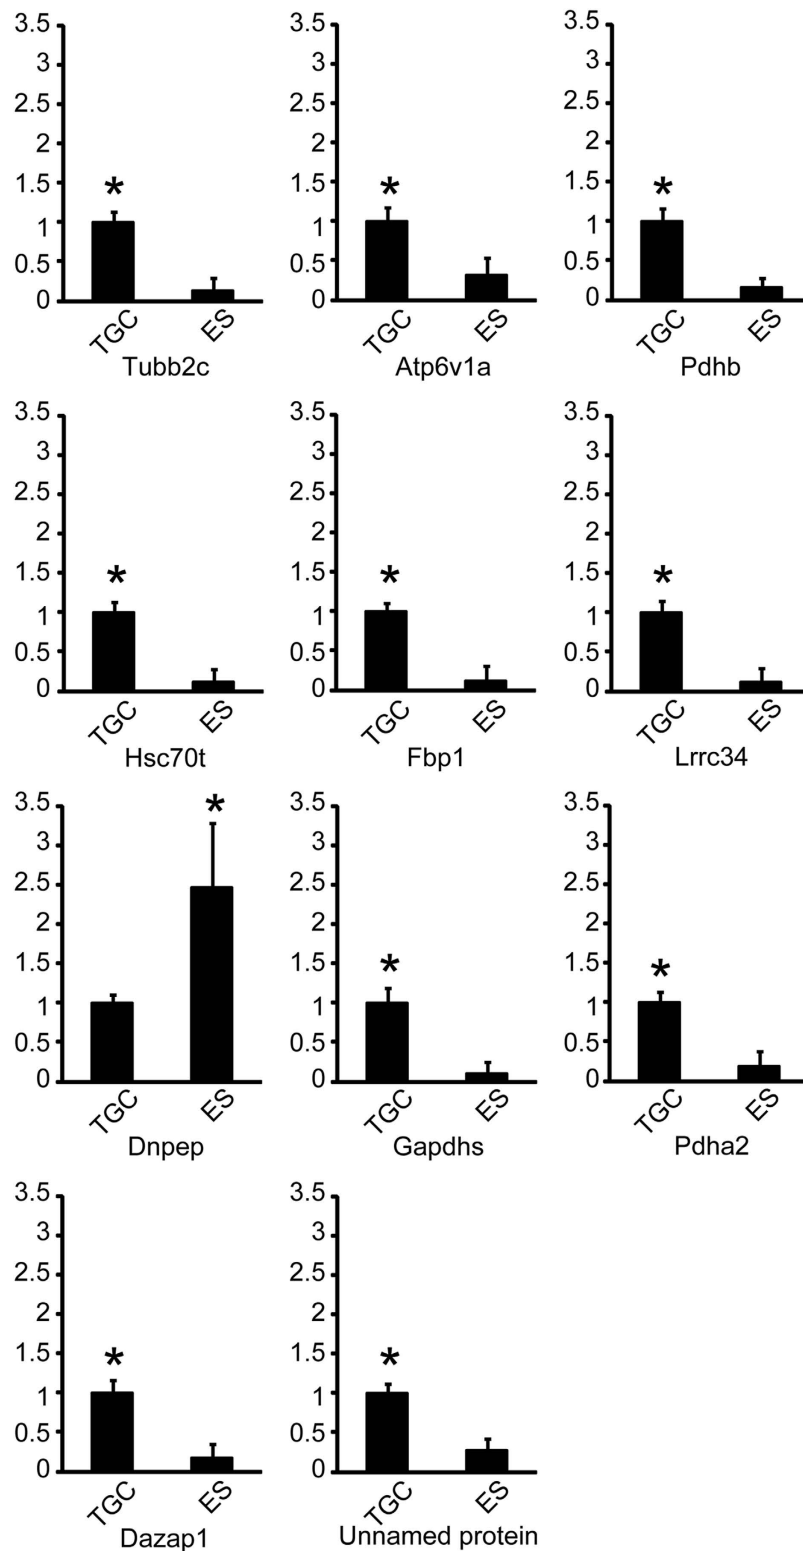 3.5 3.5 3.5
3 3 3
2.5 2.5 2.5
2 2 2
1.5 * 1.5 * 1.5 *
1 1 1
0.5 0.5 0.5
0 0 0
TGC ES TGC ES TGC ES
Tubb2c Atp6v1a Pdhb
3.5 3.5 3.5
3 3 3
2.5 2.5 2.5
2 2 2
1.5 * 1.5 * 1.5 *
1 1 1
0.5 0.5 0.5
0 0 0
TGC ES TGC ES TGC ES
Hsc70t Fbp1 Lrrc34
3.5 * 3.5 3.5
3 3 3
2.5 2.5 2.5
2 2 2
1.5 1.5 * 1.5 *
1 1 1
0.5 0.5 0.5
0 0 0
TGC ES TGC ES TGC ES
Dnpep Gapdhs Pdha2
3.5 3.5
3 3
2.5 2.5
2 2
1.5 * 1.5 *
1 1
0.5 0.5
0 0
TGC ES TGC ES
Dazap1 Unnamed protein